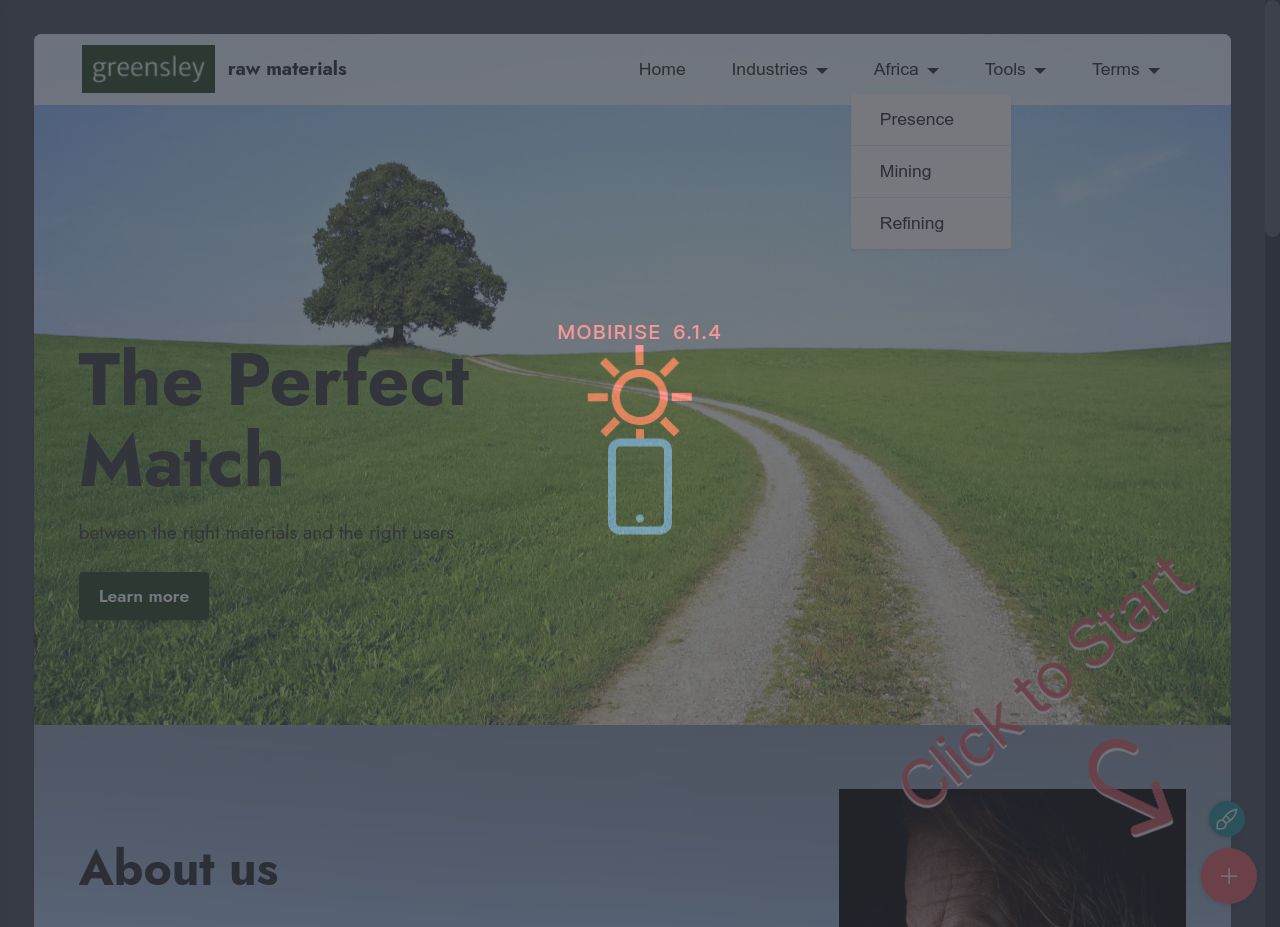 greensley raw materials
Home Industries Africa Tools Terms
Presence
Mining
Refining
MOBIRISE 6.1.4
The Perfect
Match
between the right materials and the right users
Learn more
Click to Start
About us